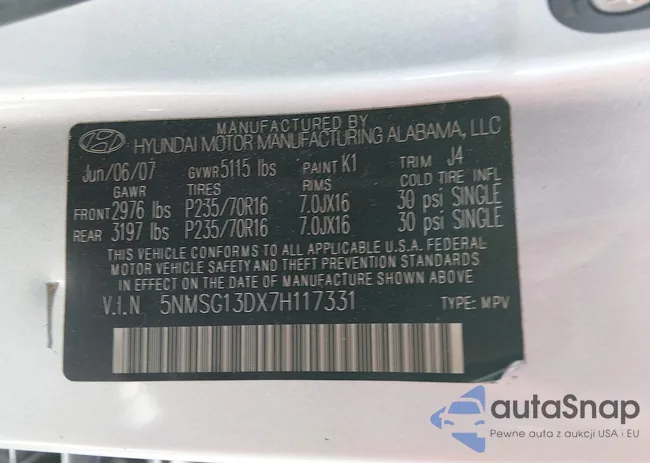 MANUFACTURED BY
HYUNDAI MOTOR MANUFACTURING ALABAMA, LLC
Jun/06/07 GVWR 5115 lbs PAINT K1 TRIM J4
GAWR TIRES RIMS COLD TIRE INFL
FRONT 2976 lbs P235/70R16 7.0JX16 30 psi SINGLE
REAR 3197 lbs P235/70R16 7.0JX16 30 psi SINGLE
THIS VEHICLE CONFORMS TO ALL APPLICABLE U.S.A. FEDERAL
MOTOR VEHICLE SAFETY AND THEFT PREVENTION STANDARDS
IN EFFECT ON THE DATE OF MANUFACTURE SHOWN ABOVE.
V.I.N 5NMSG13DX7H117331 TYPE: MPV
autaSnap
Pewne auta z aukcji USA i EU